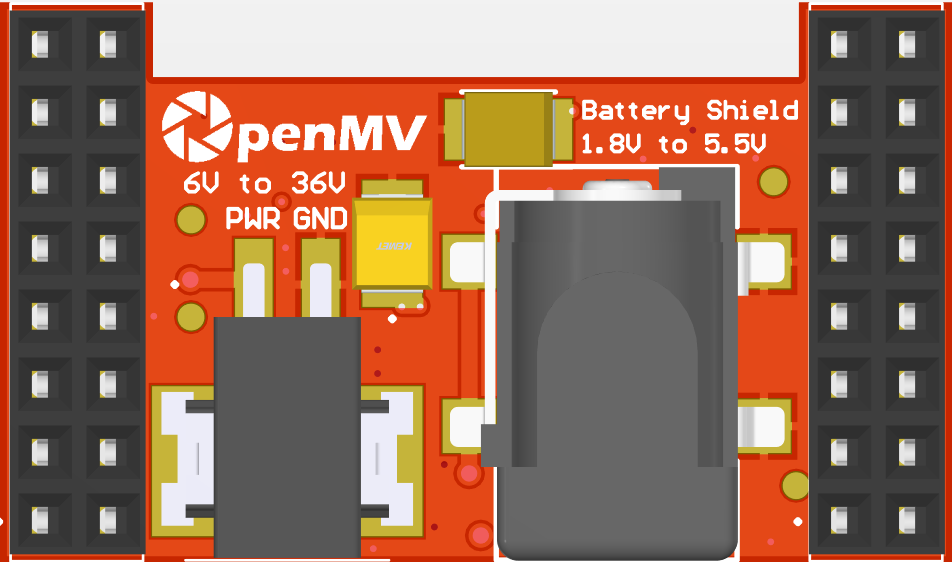 OpenMV
Battery Shield
1.8V to 5.5V
6V to 36V
PWR GND